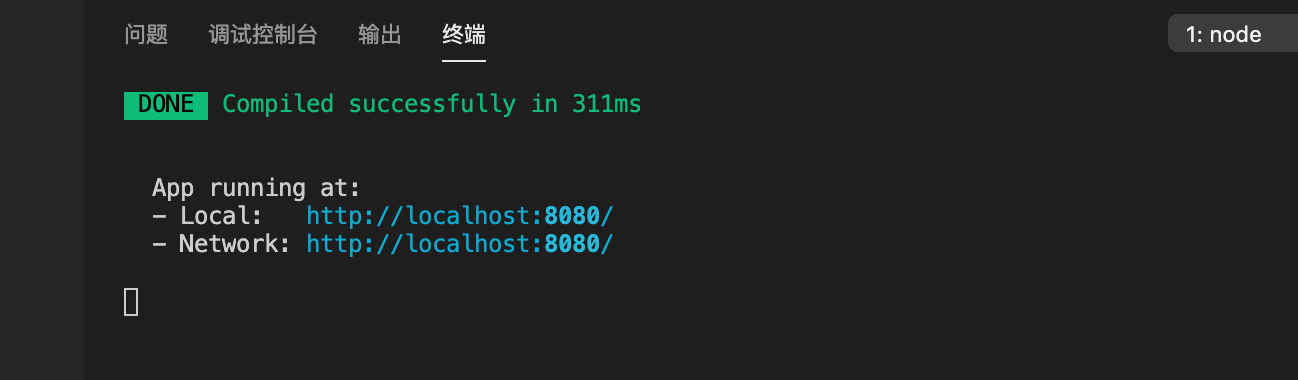 问题 调试控制台 输出 终端 1: node
DONE Compiled successfully in 311ms
App running at:
- Local: http://localhost:8080/
- Network: http://localhost:8080/